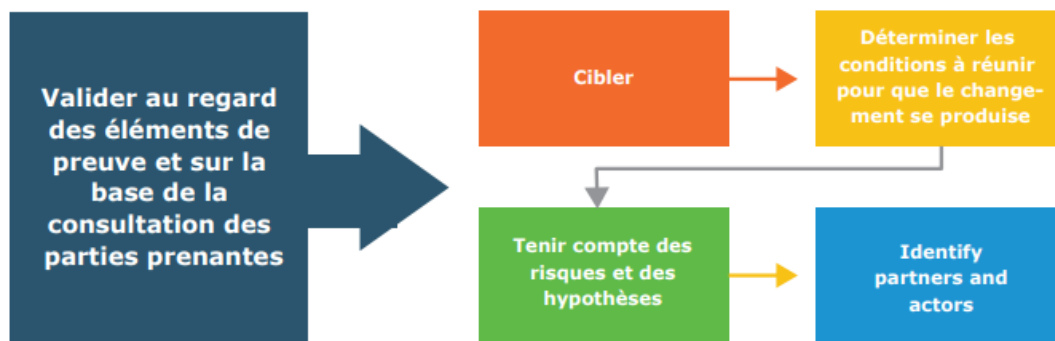 Valider au regard
des éléments de
preuve et sur la
base de la
consultation des
parties prenantes
Cibler
Déterminer les
conditions à réunir
pour que le change-
ment se produise
Tenir compte des
risques et des
hypothèses
Identify
partners and
actors